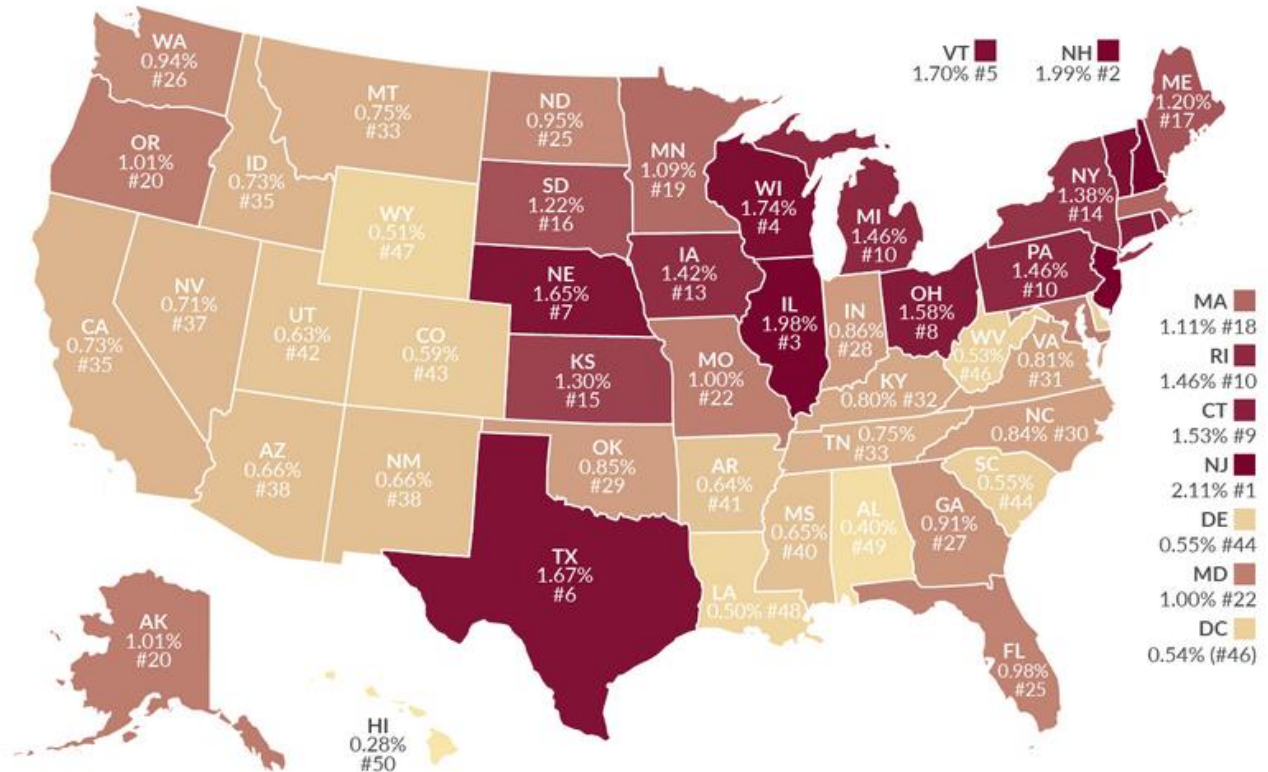 WA
0.94%
#26
MT
0.75%
#33
ND
0.95%
#25
MN
1.09%
#19
VT
1.70% #5
NH
1.99% #2
ME
1.20%
#17
OR
1.01%
#20
ID
0.73%
#35
WY
0.51%
#47
SD
1.22%
#16
WI
1.74%
#4
MI
1.46%
#10
NY
1.38%
#14
NE
1.65%
#7
IA
1.42%
#13
PA
1.46%
#10
CA
0.73%
#35
NV
0.71%
#37
UT
0.63%
#42
CO
0.59%
#43
KS
1.30%
#15
MO
1.00%
#22
IL
1.98%
#3
IN
0.86%
#28
OH
1.58%
#8
WV
0.53%
#46
VA
0.81%
#31
KY
0.80% #32
NC
0.84% #30
TN 0.75%
#33
AZ
0.66%
#38
NM
0.66%
#38
OK
0.85%
#29
AR
0.64%
#41
MS
0.65%
#40
AL
0.40%
#49
GA
0.91%
#27
SC
0.55%
#44
TX
1.67%
#6
LA
0.50% #48
FL
0.98%
#25
AK
1.01%
#20
HI
0.28%
#50
MA
1.11% #18
RI
1.46% #10
CT
1.53% #9
NJ
2.11% #1
DE
0.55% #44
MD
1.00% #22
DC
0.54% (#46)